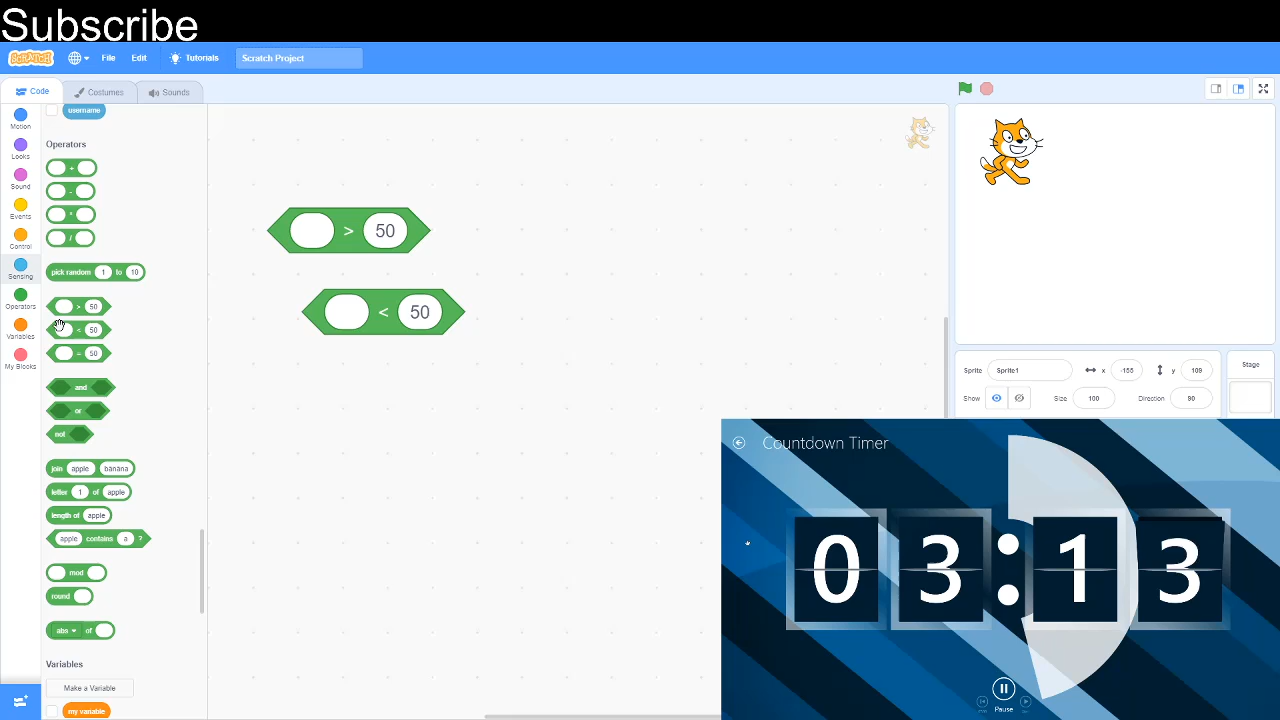 Subscribe
SCRATCH File Edit Tutorials Scratch Project
Code Costumes Sounds
username
Motion
Looks
Sound
Events
Control
Sensing
Operators
Variables
My Blocks
Operators
+
-
*
/
pick random 1 to 10
> 50
< 50
= 50
and
or
not
join apple banana
letter 1 of apple
length of apple
apple contains a ?
mod
round
abs of
Variables
Make a Variable
my variable
> 50
< 50
Sprite Sprite1 x -155 y 109
Show Size 100 Direction 90
Stage
Countdown Timer
03:13
Pause